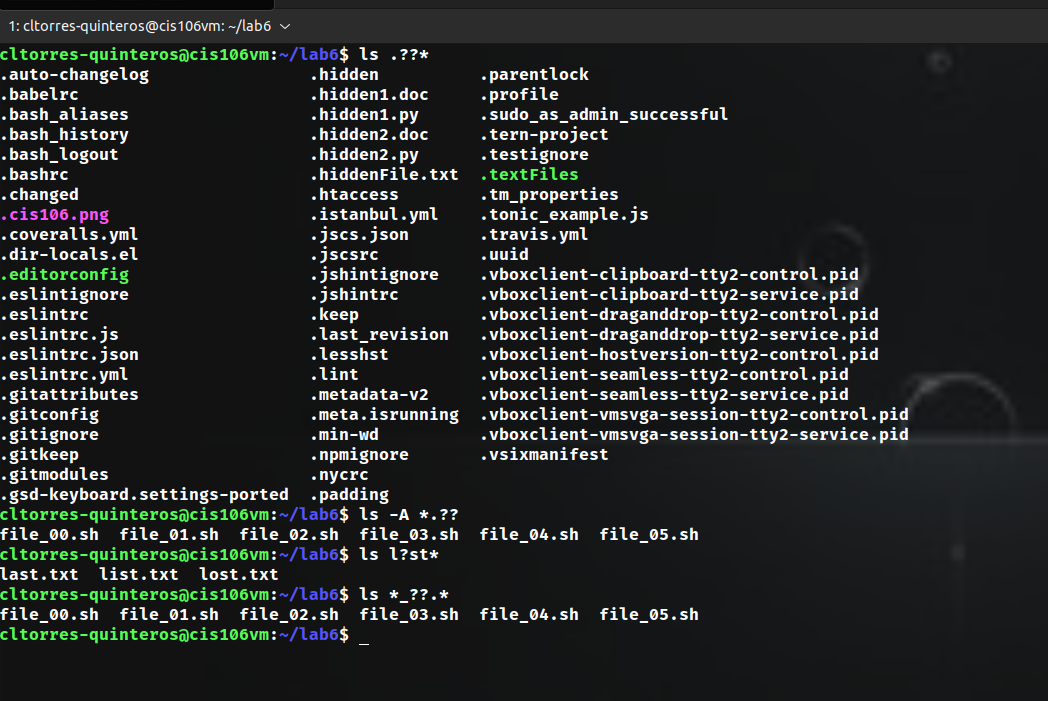 1: cltorres-quinteros@cis106vm: ~/lab6
cltorres-quinteros@cis106vm:~/lab6$ ls .??*
.auto-changelog .hidden .parentlock
.babelrc .hidden1.doc .profile
.bash_aliases .hidden1.py .sudo_as_admin_successful
.bash_history .hidden2.doc .tern-project
.bash_logout .hidden2.py .testignore
.bashrc .hiddenFile.txt .textFiles
.changed .htaccess .tm_properties
.cis106.png .istanbul.yml .tonic_example.js
.coveralls.yml .jscs.json .travis.yml
.dir-locals.el .jscsrc .uuid
.editorconfig .jshintignore .vboxclient-clipboard-tty2-control.pid
.eslintignore .jshintrc .vboxclient-clipboard-tty2-service.pid
.eslintrc .keep .vboxclient-draganddrop-tty2-control.pid
.eslintrc.js .last_revision .vboxclient-draganddrop-tty2-service.pid
.eslintrc.json .lesshst .vboxclient-hostversion-tty2-control.pid
.eslintrc.yml .lint .vboxclient-seamless-tty2-control.pid
.gitattributes .metadata-v2 .vboxclient-seamless-tty2-service.pid
.gitconfig .meta.isrunning .vboxclient-vmsvga-session-tty2-control.pid
.gitignore .min-wd .vboxclient-vmsvga-session-tty2-service.pid
.gitkeep .npmignore .vsixmanifest
.gitmodules .nycrc
.gsd-keyboard.settings-ported .padding
cltorres-quinteros@cis106vm:~/lab6$ ls -A *.??
file_00.sh file_01.sh file_02.sh file_03.sh file_04.sh file_05.sh
cltorres-quinteros@cis106vm:~/lab6$ ls l?st*
last.txt list.txt lost.txt
cltorres-quinteros@cis106vm:~/lab6$ ls *_??.*
file_00.sh file_01.sh file_02.sh file_03.sh file_04.sh file_05.sh
cltorres-quinteros@cis106vm:~/lab6$ _